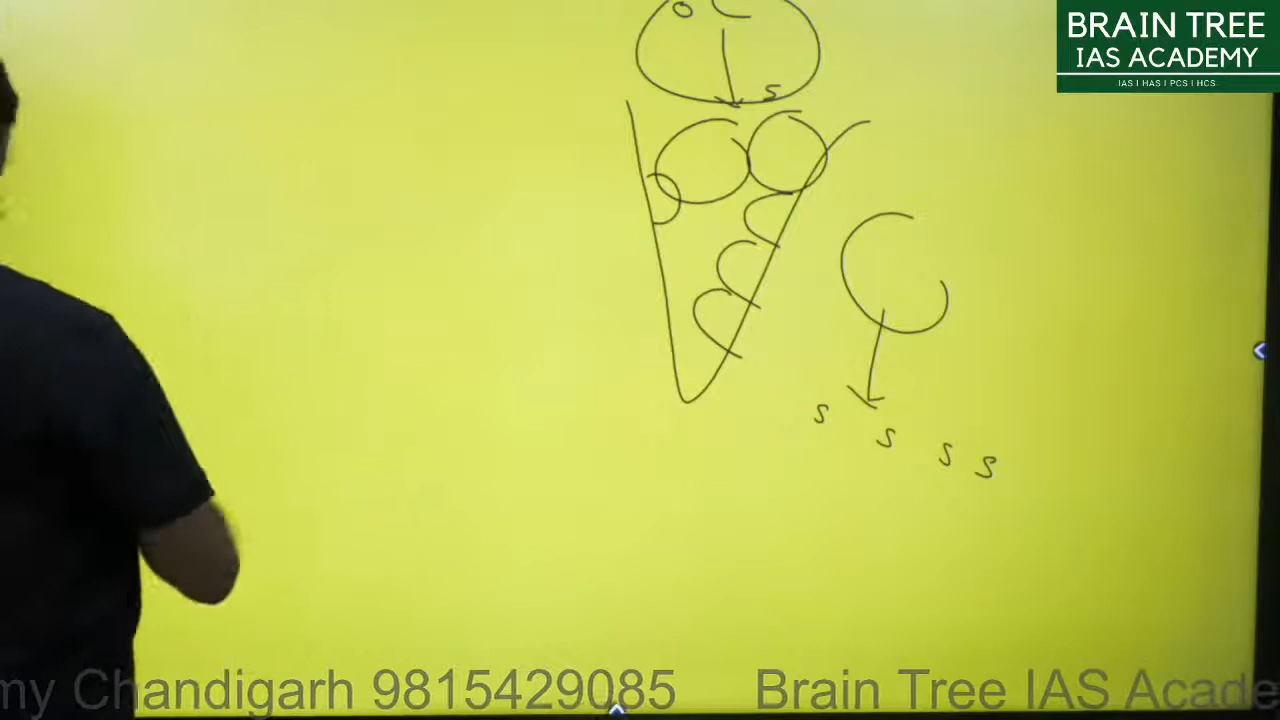 BRAIN TREE
IAS ACADEMY
IAS I HAS I PCS I HCS
s
s
s
s
s
my Chandigarh 9815429085 Brain Tree IAS Acade